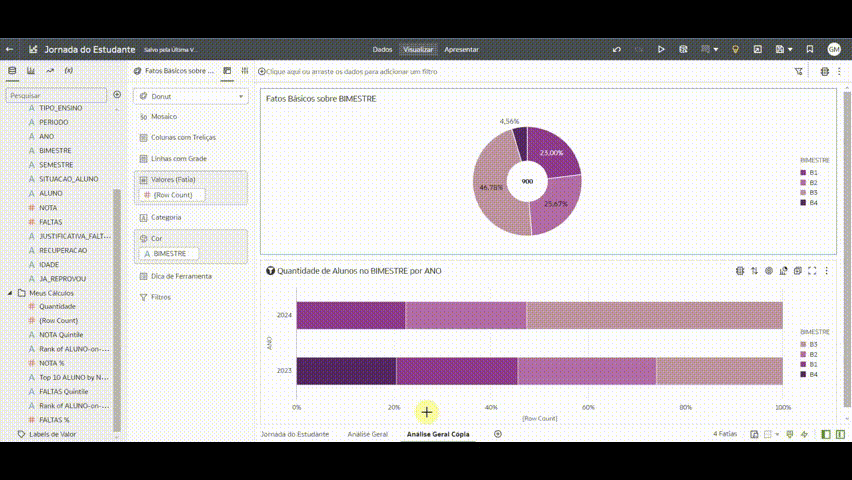 Jornada do Estudante
Salvo pela Última V...
Dados
Visualizar
Apresentar
GM
Pesquisar
TIPO_ENSINO
PERIODO
ANO
BIMESTRE
SEMESTRE
SITUACAO_ALUNO
ALUNO
NOTA
FALTAS
JUSTIFICATIVA_FALT...
RECUPERACAO
IDADE
JA_REPROVOU
Meus Cálculos
Quantidade
[Row Count]
NOTA Quintile
Rank of ALUNO-on-...
NOTA %
Top 10 ALUNO by N...
FALTAS Quintile
Rank of ALUNO-on-...
FALTAS %
Labels de Valor
Fatos Básicos sobre ...
Donut
Mosaico
Colunas com Treliças
Linhas com Grade
Valores (Fatia)
[Row Count]
Categoria
Cor
BIMESTRE
Dica de Ferramenta
Filtros
Clique aqui ou arraste os dados para adicionar um filtro
Fatos Básicos sobre BIMESTRE
4,56%
23,00%
46,78%
900
25,67%
BIMESTRE
B1
B2
B3
B4
Quantidade de Alunos no BIMESTRE por ANO
ANO
2024
2023
0%
20%
40%
60%
80%
100%
[Row Count]
BIMESTRE
B3
B2
B1
B4
Jornada do Estudante
Análise Geral
Análise Geral Cópia
4 Fatias